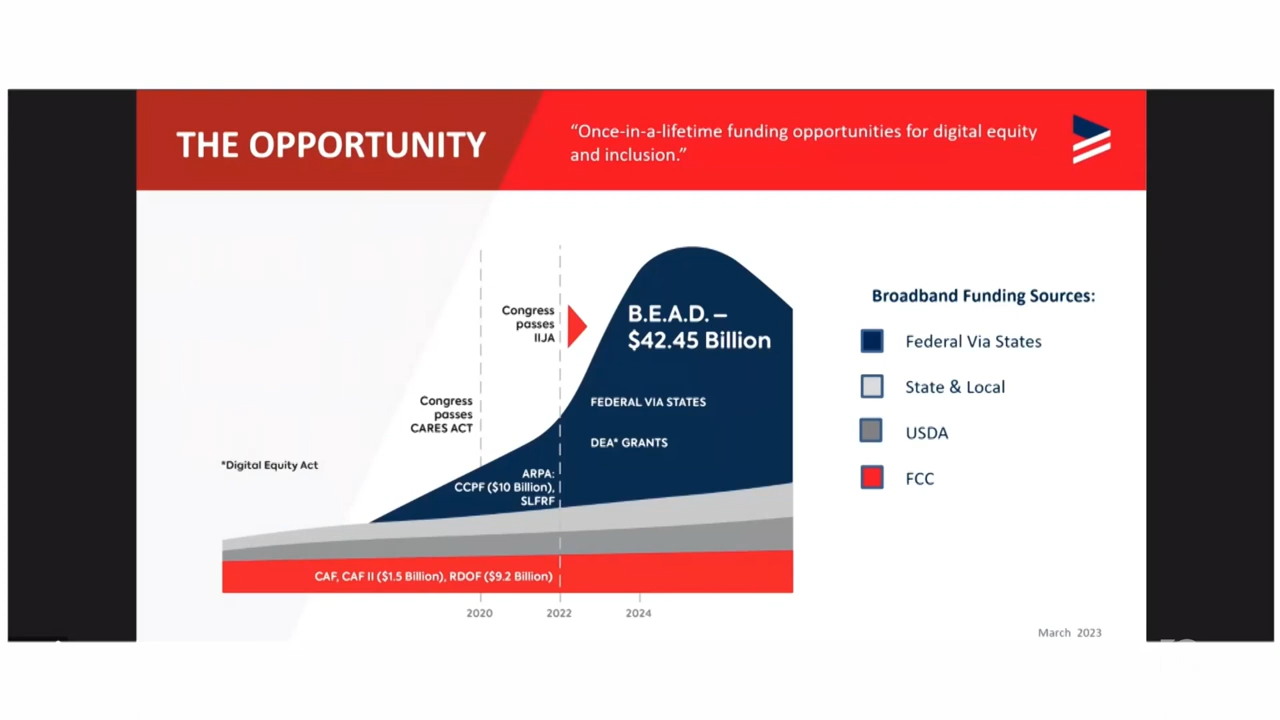 THE OPPORTUNITY
“Once-in-a-lifetime funding opportunities for digital equity
and inclusion.”
Congress
passes
IIJA
B.E.A.D. –
$42.45 Billion
Congress
passes
CARES ACT
FEDERAL VIA STATES
DEA* GRANTS
*Digital Equity Act
ARPA:
CCPF ($10 Billion),
SLFRF
CAF, CAF II ($1.5 Billion), RDOF ($9.2 Billion)
2020
2022
2024
Broadband Funding Sources:
Federal Via States
State & Local
USDA
FCC
March 2023